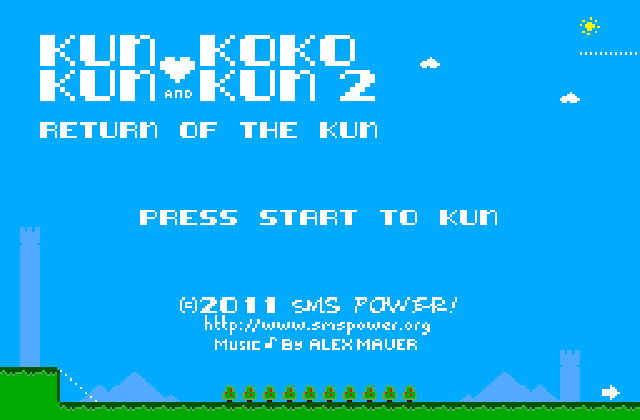 KUN KOKO
KUN AND KUN 2
RETURN OF THE KUN
PRESS START TO KUN
(c)2011 SMS POWER!
http://www.smspower.org
MUSIC ♪ BY ALEX MAUER